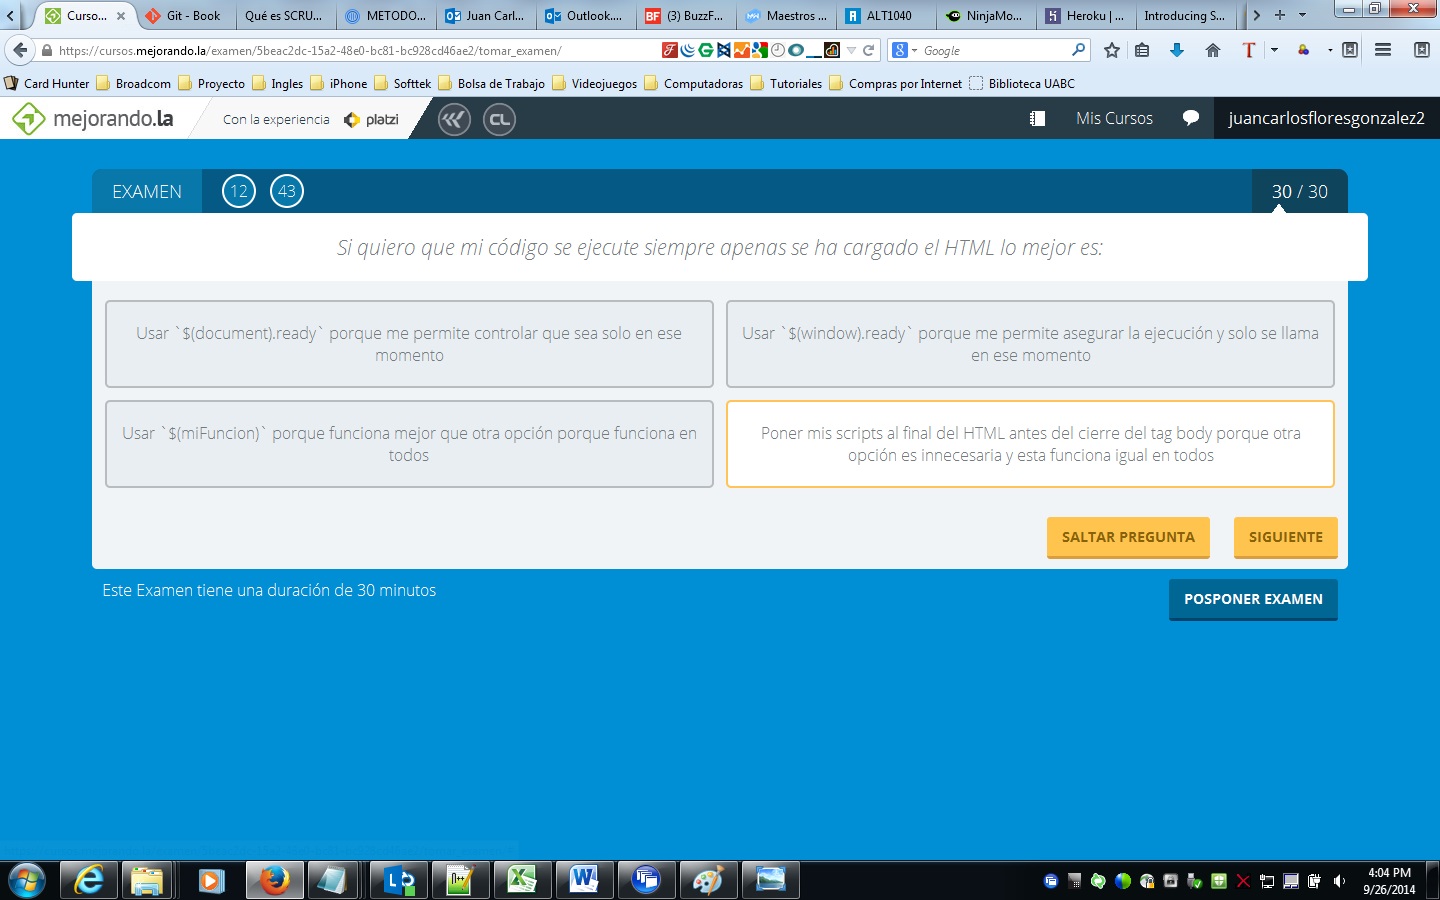 Curso...
Git - Book
Qué es SCRU...
METODO...
Juan Carl...
Outlook....
(3) BuzzF...
Maestros ...
ALT1040
NinjaMo...
Heroku | ...
Introducing S...
https://cursos.mejorando.la/examen/5beac2dc-15a2-48e0-bc81-bc928cd46ae2/tomar_examen/
Google
Card Hunter
Broadcom
Proyecto
Ingles
iPhone
Softtek
Bolsa de Trabajo
Videojuegos
Computadoras
Tutoriales
Compras por Internet
Biblioteca UABC
mejorando.la
Con la experiencia
platzi
CL
Mis Cursos
juancarlosfloresgonzalez2
EXAMEN
12
43
30 / 30
Si quiero que mi código se ejecute siempre apenas se ha cargado el HTML lo mejor es:
Usar `$(document).ready` porque me permite controlar que sea solo en ese
momento
Usar `$(window).ready` porque me permite asegurar la ejecución y solo se llama
en ese momento
Usar `$(miFuncion)` porque funciona mejor que otra opción porque funciona en
todos
Poner mis scripts al final del HTML antes del cierre del tag body porque otra
opción es innecesaria y esta funciona igual en todos
SALTAR PREGUNTA
SIGUIENTE
Este Examen tiene una duración de 30 minutos
POSPONER EXAMEN
4:04 PM
9/26/2014